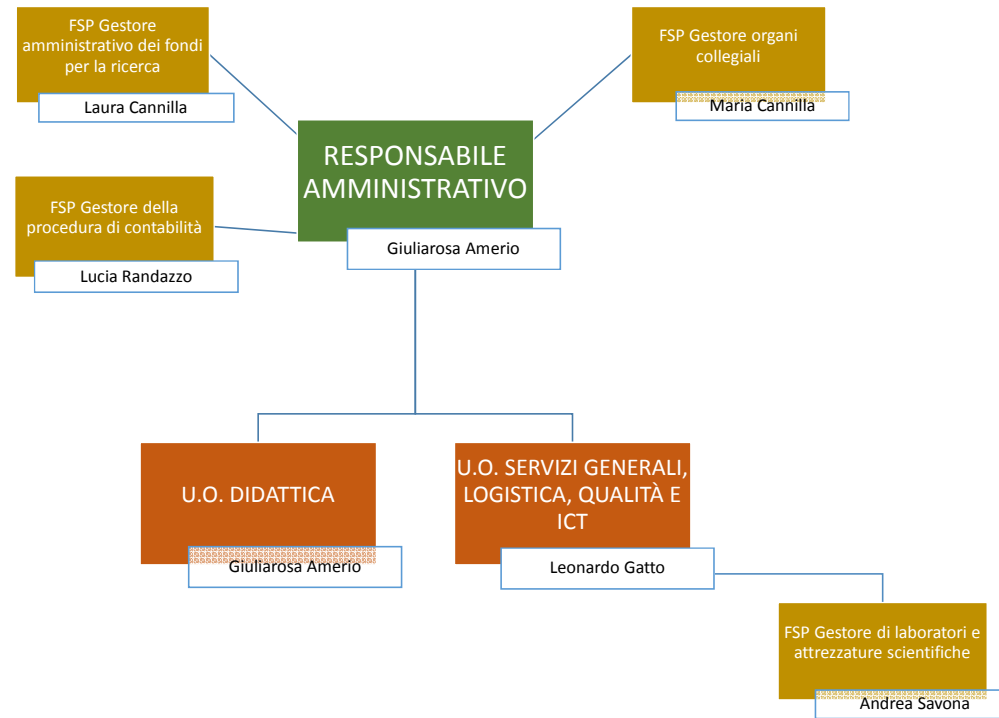 FSP Gestore
amministrativo dei fondi
per la ricerca
Laura Cannilla
FSP Gestore organi
collegiali
Maria Cannilla
RESPONSABILE
AMMINISTRATIVO
Giuliarosa Amerio
FSP Gestore della
procedura di contabilità
Lucia Randazzo
U.O. DIDATTICA
Giuliarosa Amerio
U.O. SERVIZI GENERALI,
LOGISTICA, QUALITÀ E
ICT
Leonardo Gatto
FSP Gestore di laboratori e
attrezzature scientifiche
Andrea Savona